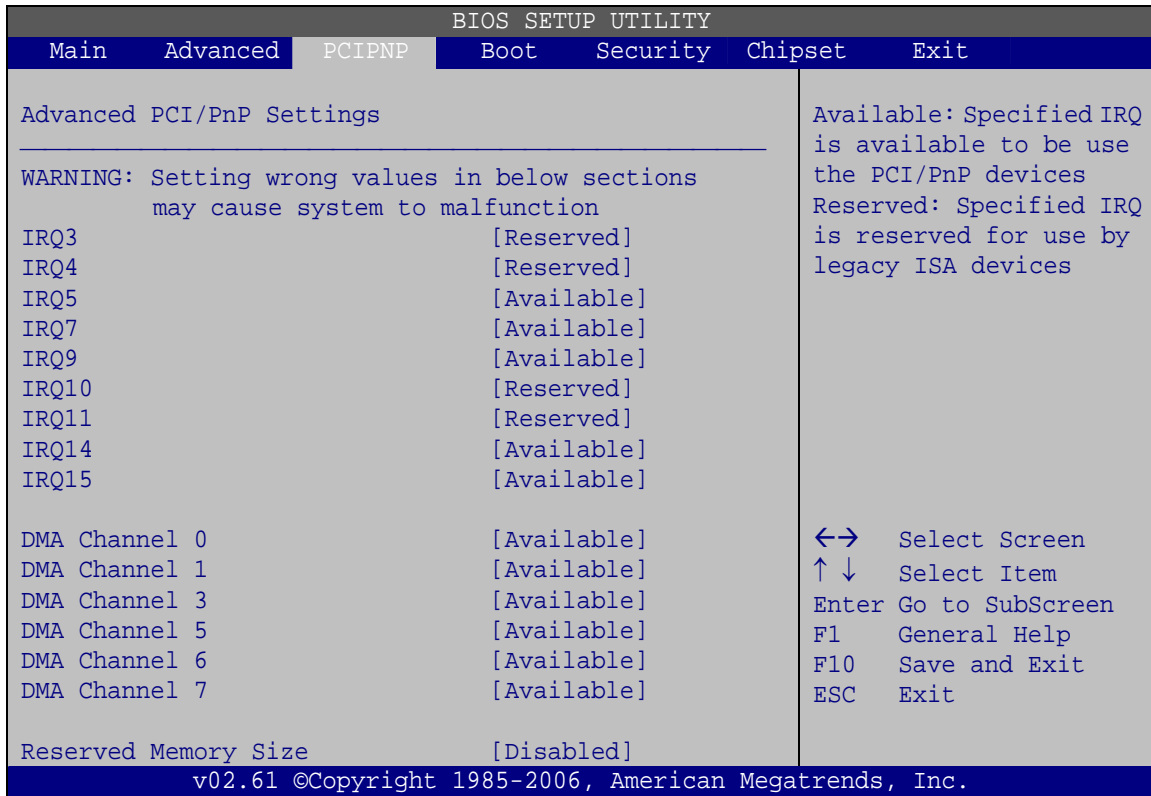 BIOS SETUP UTILITY
Main Advanced PCIPNP Boot Security Chipset Exit
Advanced PCI/PnP Settings
WARNING: Setting wrong values in below sections
may cause system to malfunction
IRQ3 [Reserved]
IRQ4 [Reserved]
IRQ5 [Available]
IRQ7 [Available]
IRQ9 [Available]
IRQ10 [Reserved]
IRQ11 [Reserved]
IRQ14 [Available]
IRQ15 [Available]
DMA Channel 0 [Available]
DMA Channel 1 [Available]
DMA Channel 3 [Available]
DMA Channel 5 [Available]
DMA Channel 6 [Available]
DMA Channel 7 [Available]
Reserved Memory Size [Disabled]
Available: Specified IRQ
is available to be use
the PCI/PnP devices
Reserved: Specified IRQ
is reserved for use by
legacy ISA devices
←→ Select Screen
↑ ↓ Select Item
Enter Go to SubScreen
F1 General Help
F10 Save and Exit
ESC Exit
v02.61 ©Copyright 1985-2006, American Megatrends, Inc.